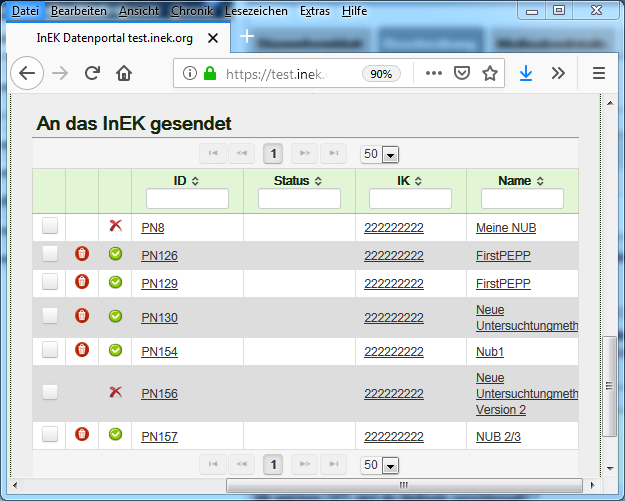 Datei Bearbeiten Ansicht Chronik Lesezeichen Extras Hilfe
InEK Datenportal test.inek.org
https://test.inek. 90%
An das InEK gesendet
1 50
ID Status IK Name
PN8 222222222 Meine NUB
PN126 222222222 FirstPEPP
PN129 222222222 FirstPEPP
PN130 222222222 Neue
Untersuchtungmeth
PN154 222222222 Nub1
PN156 222222222 Neue
Untersuchtungmeth
Version 2
PN157 222222222 NUB 2/3
1 50